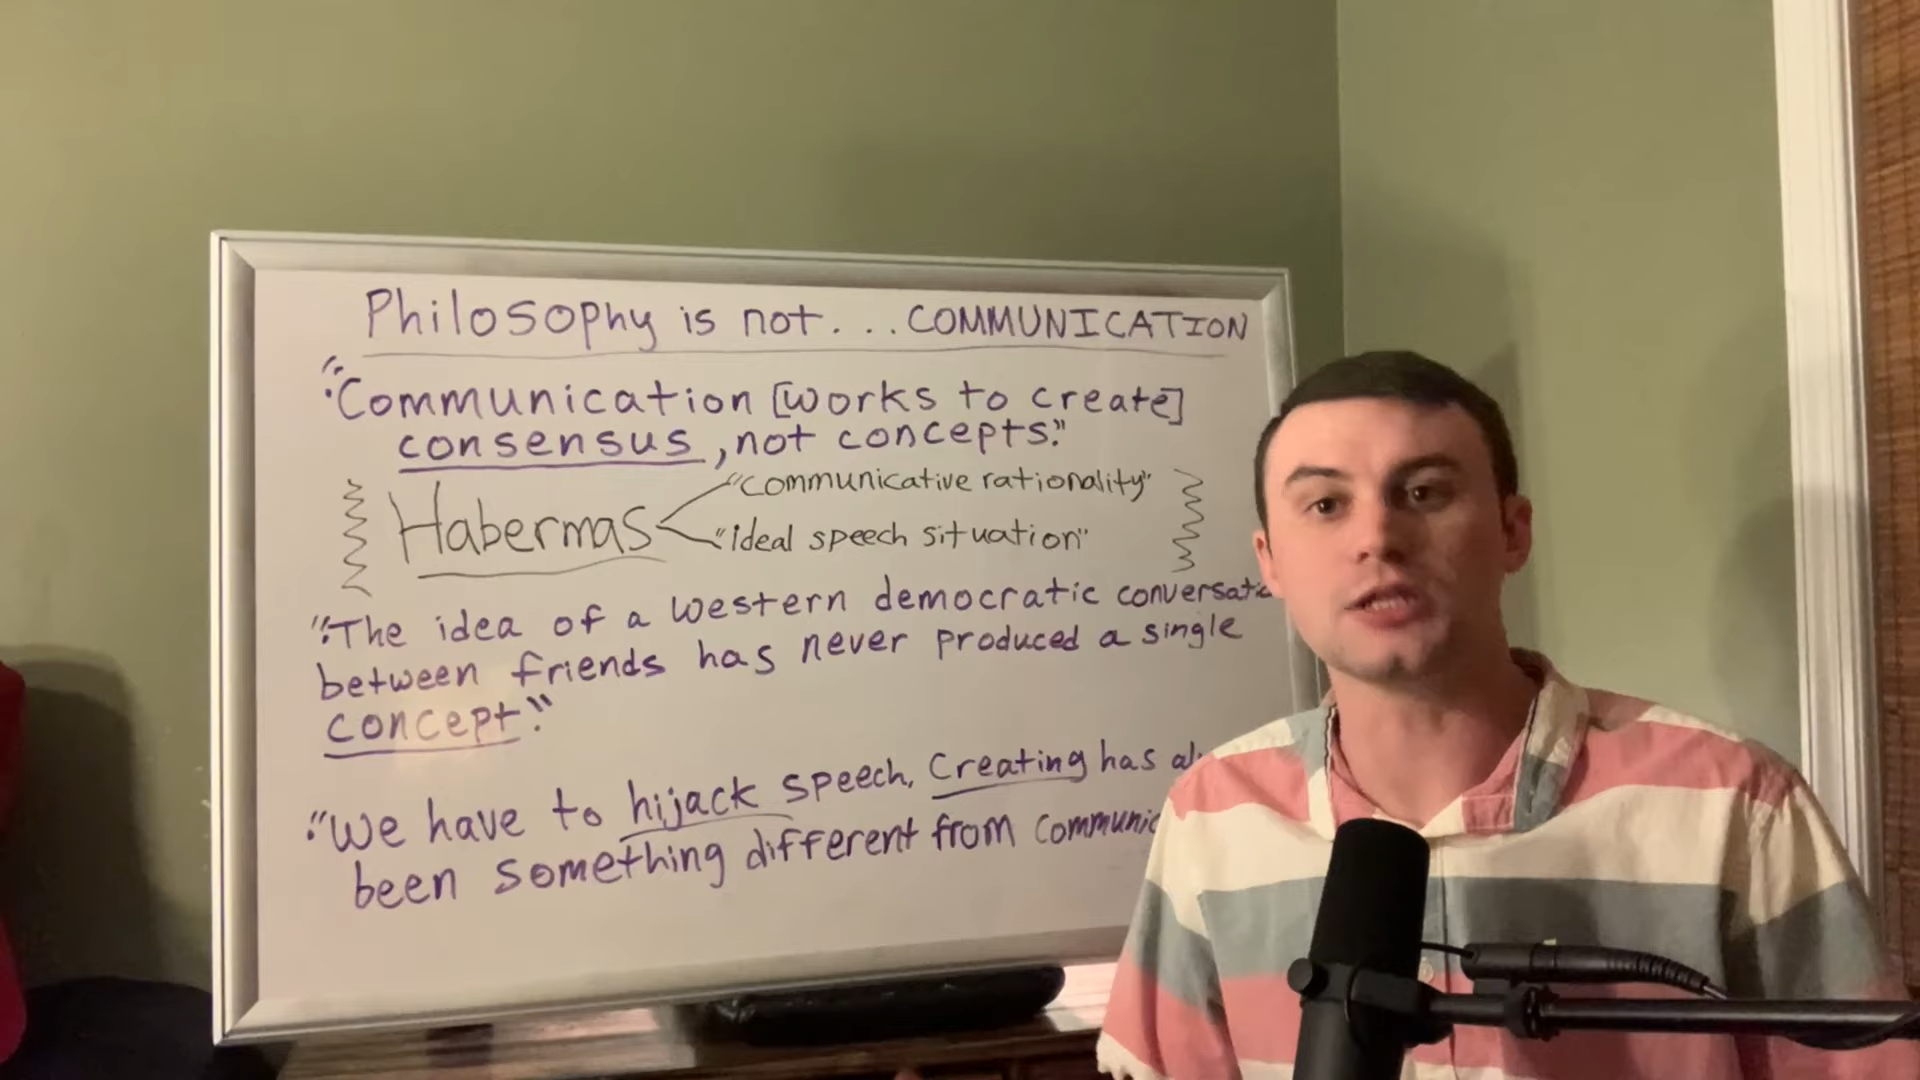 Philosophy is not... COMMUNICATION
"Communication [works to create]
consensus, not concepts."
"communicative rationality"
Habermas
"ideal speech situation"
"The idea of a western democratic
between friends has never produced a single
concept."
"We have to hijack speech. Creating has
been something different from